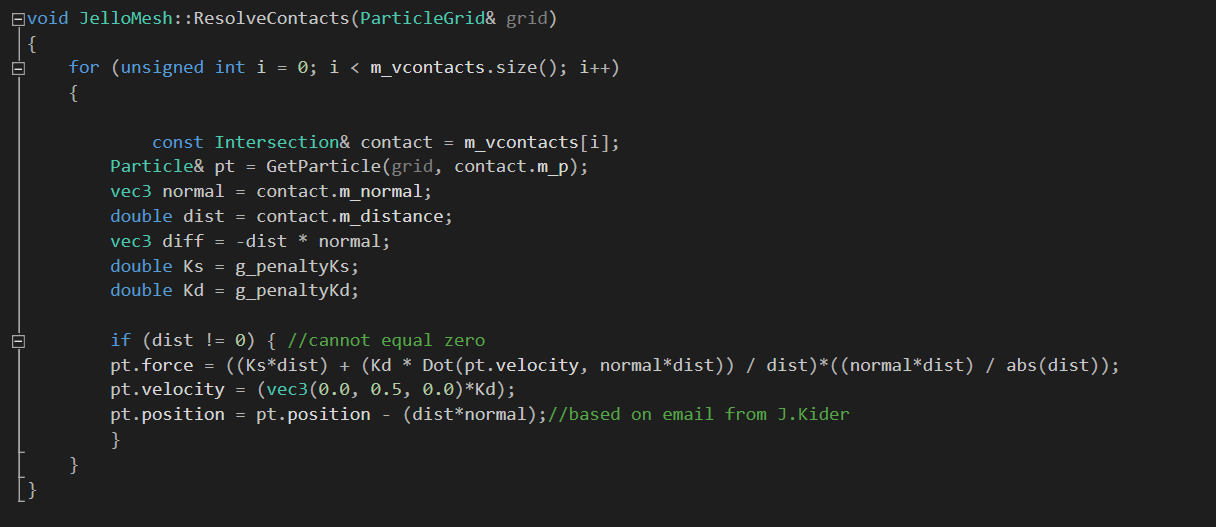 void JelloMesh::ResolveContacts(ParticleGrid& grid)
{
for (unsigned int i = 0; i < m_vcontacts.size(); i++)
{
const Intersection& contact = m_vcontacts[i];
Particle& pt = GetParticle(grid, contact.m_p);
vec3 normal = contact.m_normal;
double dist = contact.m_distance;
vec3 diff = -dist * normal;
double Ks = g_penaltyKs;
double Kd = g_penaltyKd;
if (dist != 0) { //cannot equal zero
pt.force = ((Ks*dist) + (Kd * Dot(pt.velocity, normal*dist)) / dist)*((normal*dist) / abs(dist));
pt.velocity = (vec3(0.0, 0.5, 0.0)*Kd);
pt.position = pt.position - (dist*normal);//based on email from J.Kider
}
}
}